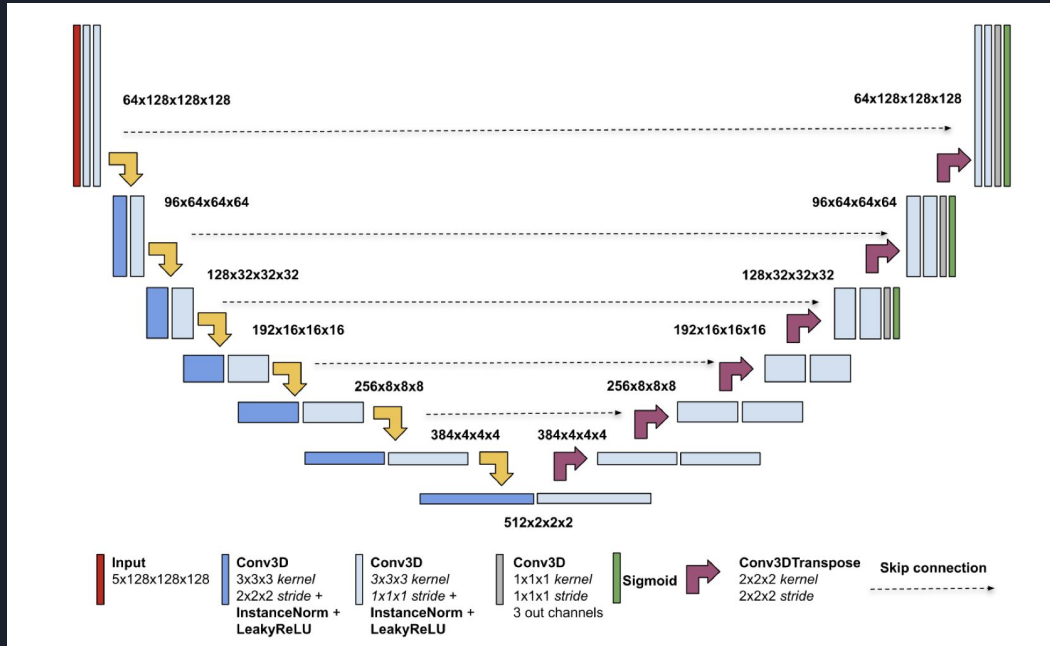 64x128x128x128
64x128x128x128
96x64x64x64
96x64x64x64
128x32x32x32
128x32x32x32
192x16x16x16
192x16x16x16
256x8x8x8
256x8x8x8
384x4x4x4
384x4x4x4
512x2x2x2
Input
5x128x128x128
Conv3D
3x3x3 kernel
2x2x2 stride +
InstanceNorm +
LeakyReLU
Conv3D
3x3x3 kernel
1x1x1 stride +
InstanceNorm +
LeakyReLU
Conv3D
1x1x1 kernel
1x1x1 stride
3 out channels
Sigmoid
Conv3DTranspose
2x2x2 kernel
2x2x2 stride
Skip connection